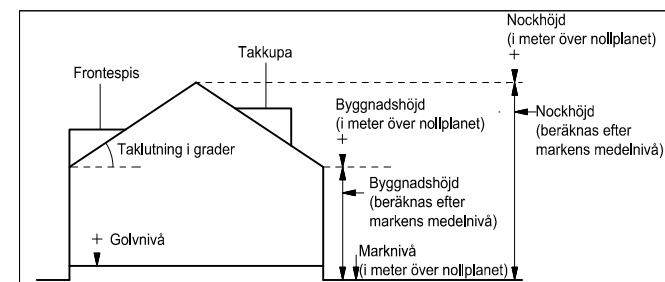 Nockhöjd
(i meter över nollplanet)
+
Takkupa
Frontespis
Byggnadshöjd
(i meter över nollplanet)
+
Nockhöjd
(beräknas efter
markens medelnivå)
Taklutning i grader
Byggnadshöjd
(beräknas efter
markens medelnivå)
+ Golvnivå
Marknivå
(i meter över nollplanet)